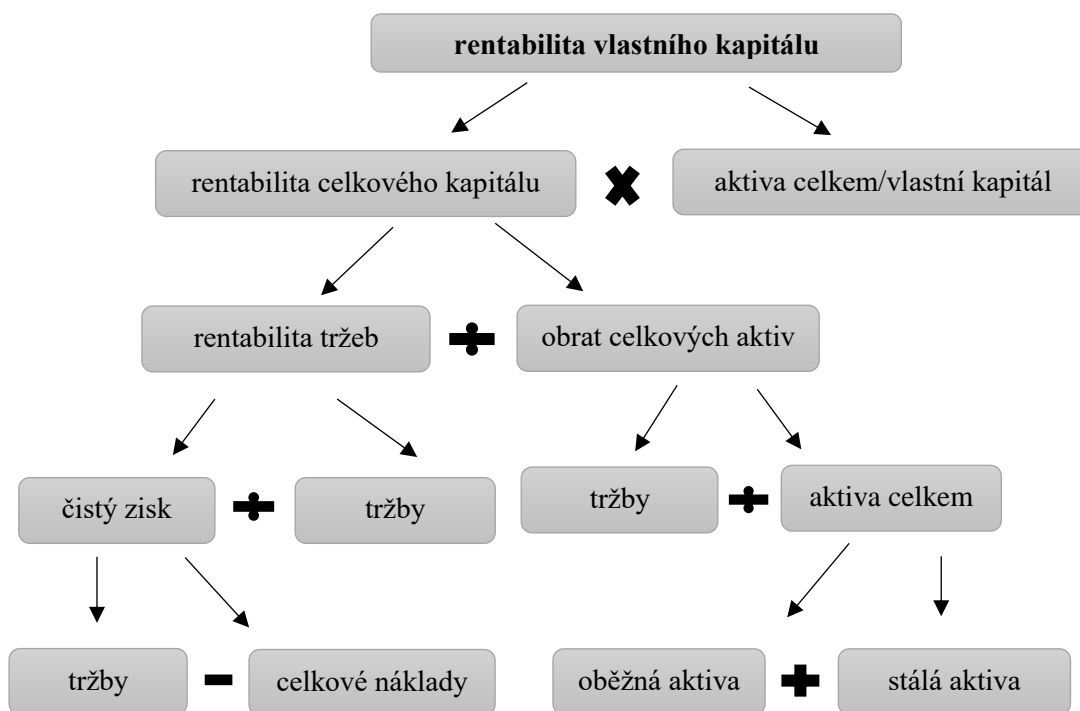 rentabilita vlastního kapitálu
rentabilita celkového kapitálu
aktiva celkem/vlastní kapitál
rentabilita tržeb
obrat celkových aktiv
čistý zisk
tržby
tržby
aktiva celkem
tržby
celkové náklady
oběžná aktiva
stálá aktiva